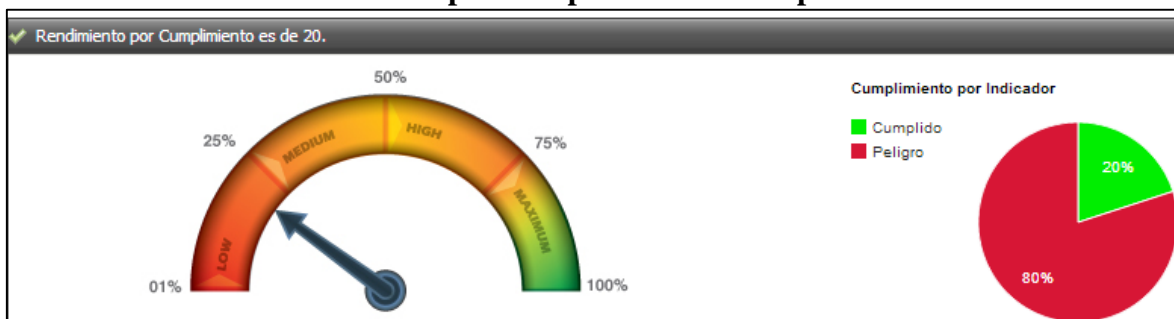 Rendimiento por Cumplimiento es de 20.
50%
25%
75%
MEDIUM
HIGH
LOW
MAXIMUM
01%
100%
Cumplimiento por Indicador
Cumplido
Peligro
20%
80%